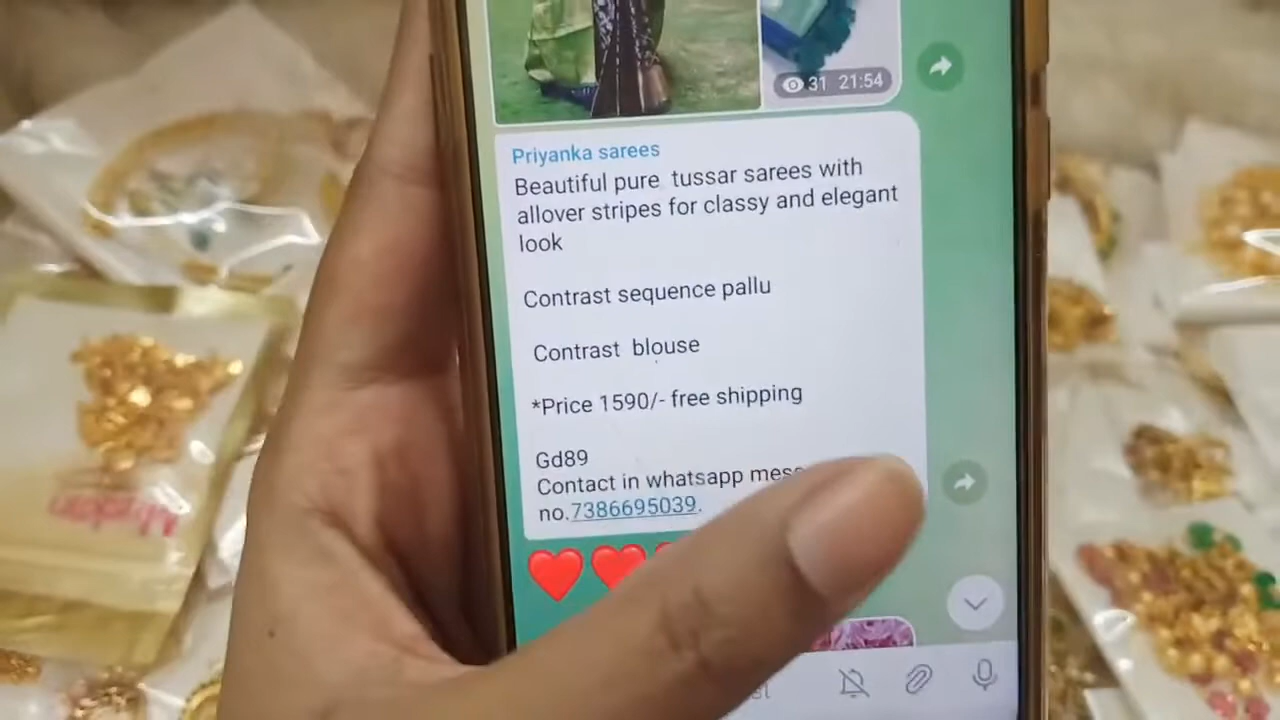 31 21:54
Priyanka sarees
Beautiful pure tussar sarees with
allover stripes for classy and elegant
look
Contrast sequence pallu
Contrast blouse
*Price 1590/- free shipping
Gd89
Contact in whatsapp
no.7386695039.